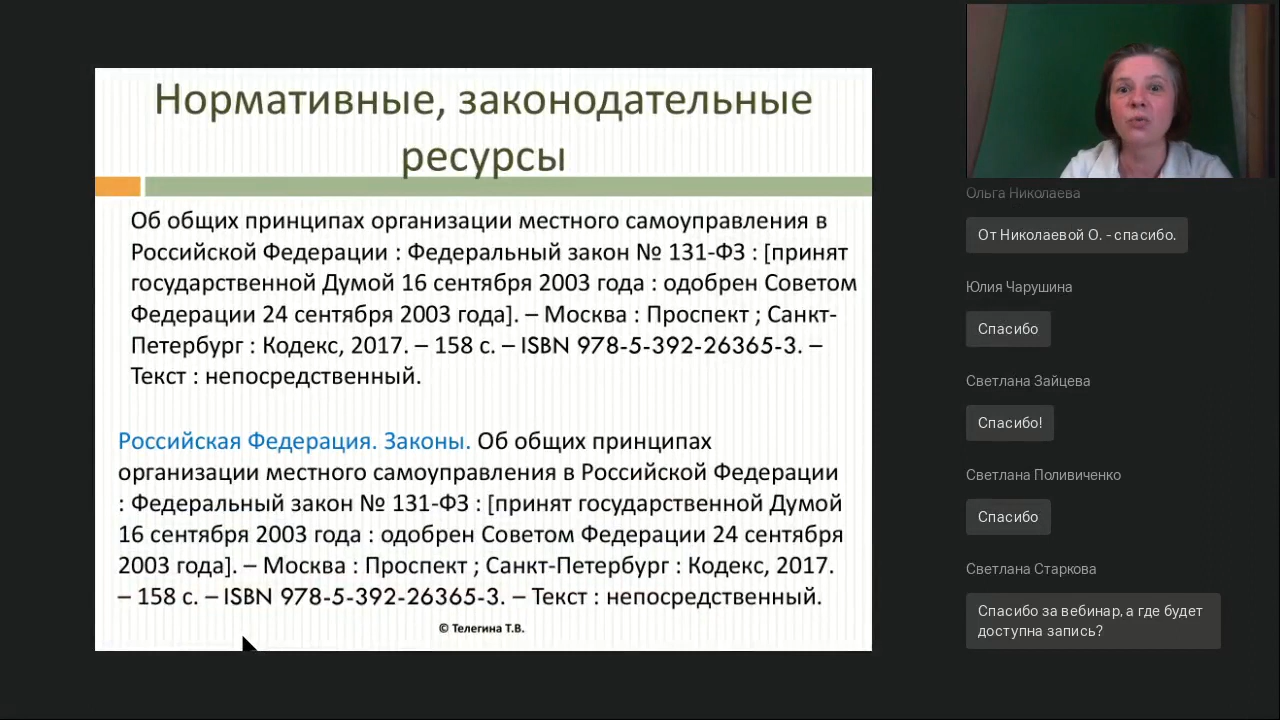 Нормативные, законодательные
ресурсы
Об общих принципах организации местного самоуправления в
Российской Федерации : Федеральный закон № 131-ФЗ : [принят
государственной Думой 16 сентября 2003 года : одобрен Советом
Федерации 24 сентября 2003 года]. – Москва : Проспект ; Санкт-
Петербург : Кодекс, 2017. – 158 с. – ISBN 978-5-392-26365-3. –
Текст : непосредственный.
Российская Федерация. Законы. Об общих принципах
организации местного самоуправления в Российской Федерации
: Федеральный закон № 131-ФЗ : [принят государственной Думой
16 сентября 2003 года : одобрен Советом Федерации 24 сентября
2003 года]. – Москва : Проспект ; Санкт-Петербург : Кодекс, 2017.
– 158 с. – ISBN 978-5-392-26365-3. – Текст : непосредственный.
© Телегина Т.В.
Ольга Николаева
От Николаевой О. - спасибо.
Юлия Чарушина
Спасибо
Светлана Зайцева
Спасибо!
Светлана Поливиченко
Спасибо
Светлана Старкова
Спасибо за вебинар, а где будет
доступна запись?